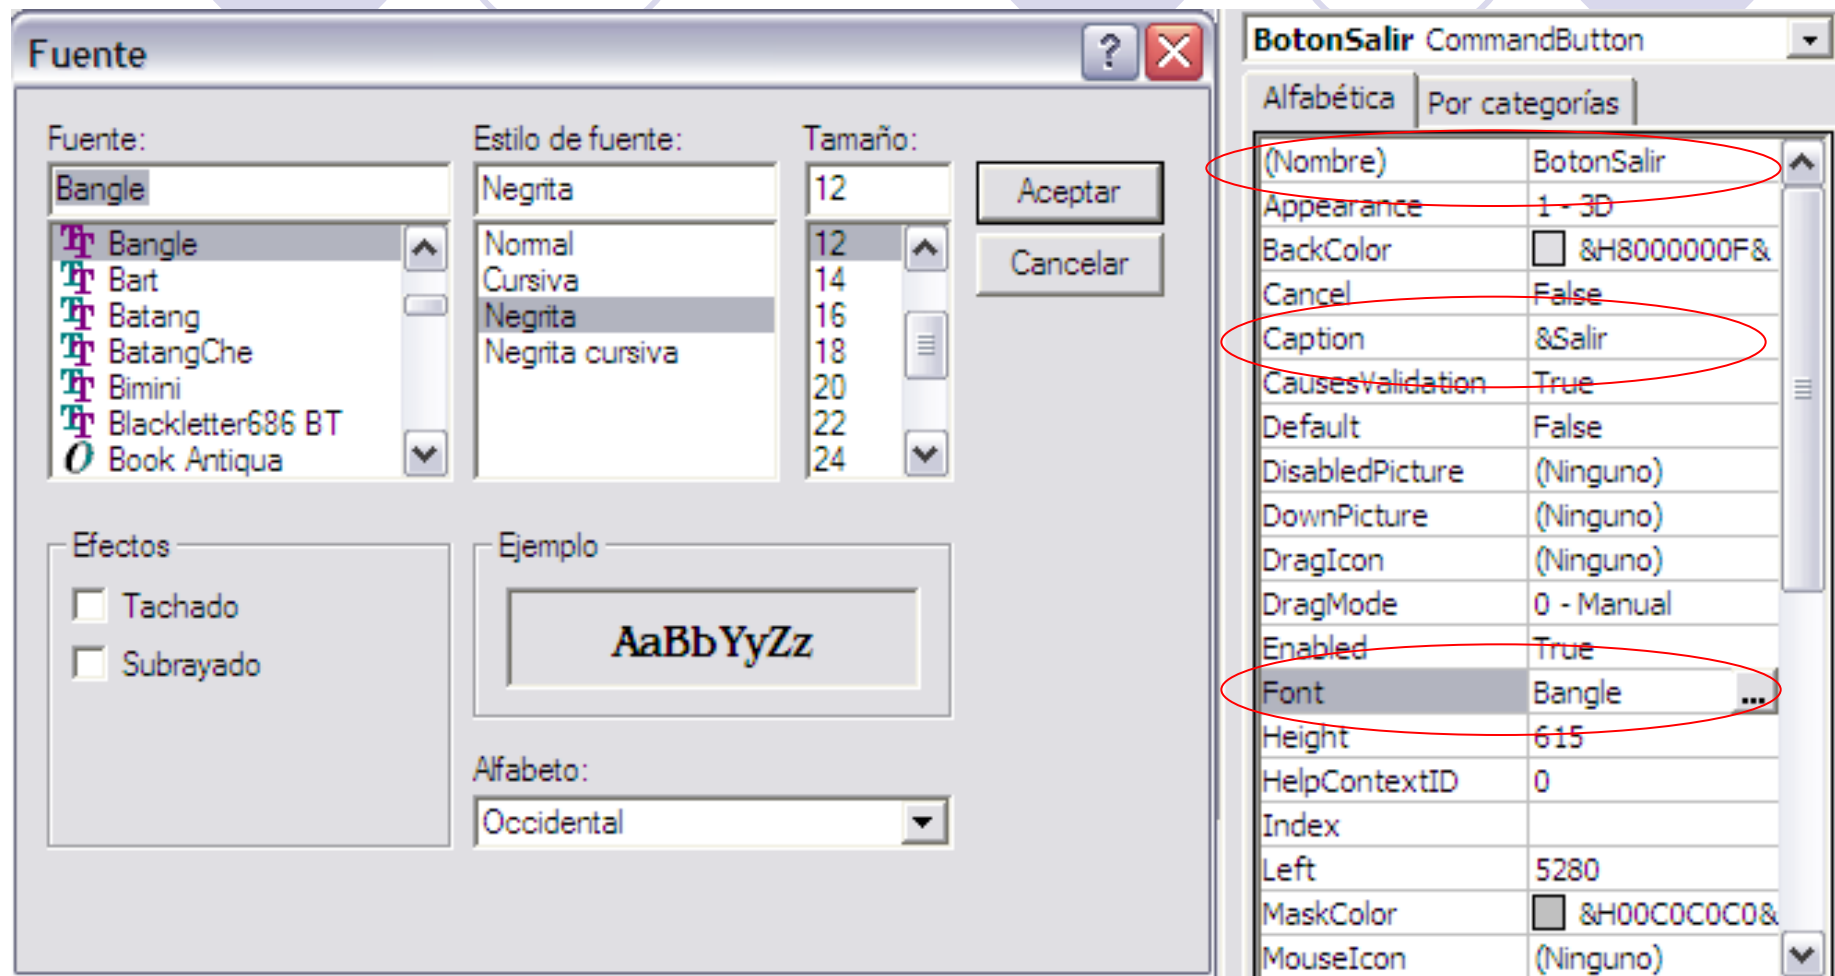 Fuente
Fuente:
Bangle
Bangle
Bart
Batang
BatangChe
Bimini
Blackletter686 BT
Book Antiqua
Estilo de fuente:
Negrita
Normal
Cursiva
Negrita
Negrita cursiva
Tamaño:
12
12
14
16
18
20
22
24
Aceptar
Cancelar
Efectos
Tachado
Subrayado
Ejemplo
AaBbYyZz
Alfabeto:
Occidental
BotonSalir CommandButton
Alfabética Por categorías
(Nombre) BotonSalir
Appearance 1 - 3D
BackColor &H8000000F&
Cancel False
Caption &Salir
CausesValidation True
Default False
DisabledPicture (Ninguno)
DownPicture (Ninguno)
DragIcon (Ninguno)
DragMode 0 - Manual
Enabled True
Font Bangle ...
Height 615
HelpContextID 0
Index
Left 5280
MaskColor &H00C0C0C0&
MouseIcon (Ninguno)